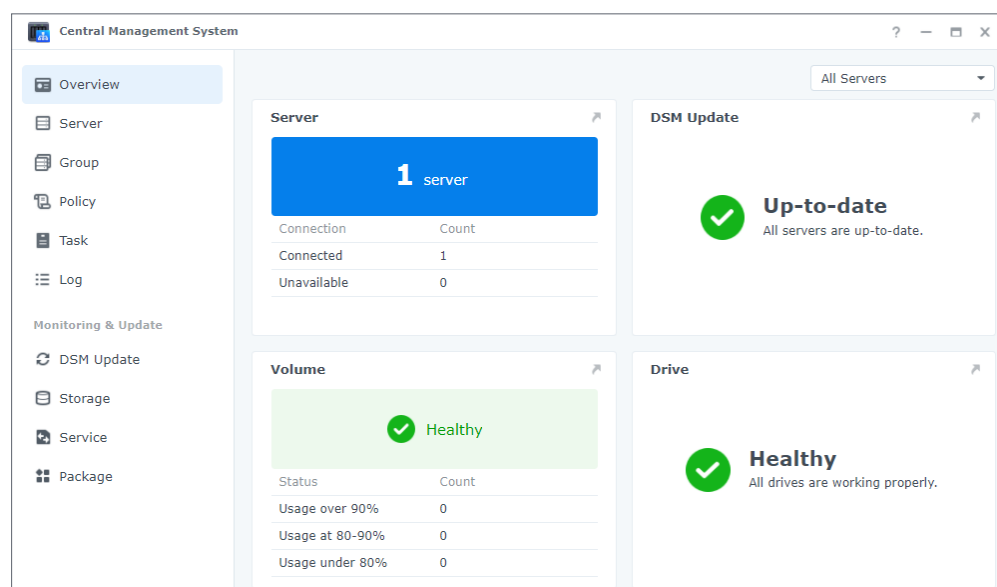 Central Management System
?
Overview
Server
Group
Policy
Task
Log
Monitoring & Update
DSM Update
Storage
Service
Package
All Servers
Server
1 server
Connection Count
Connected 1
Unavailable 0
DSM Update
Up-to-date
All servers are up-to-date.
Volume
Healthy
Status Count
Usage over 90% 0
Usage at 80-90% 0
Usage under 80% 0
Drive
Healthy
All drives are working properly.